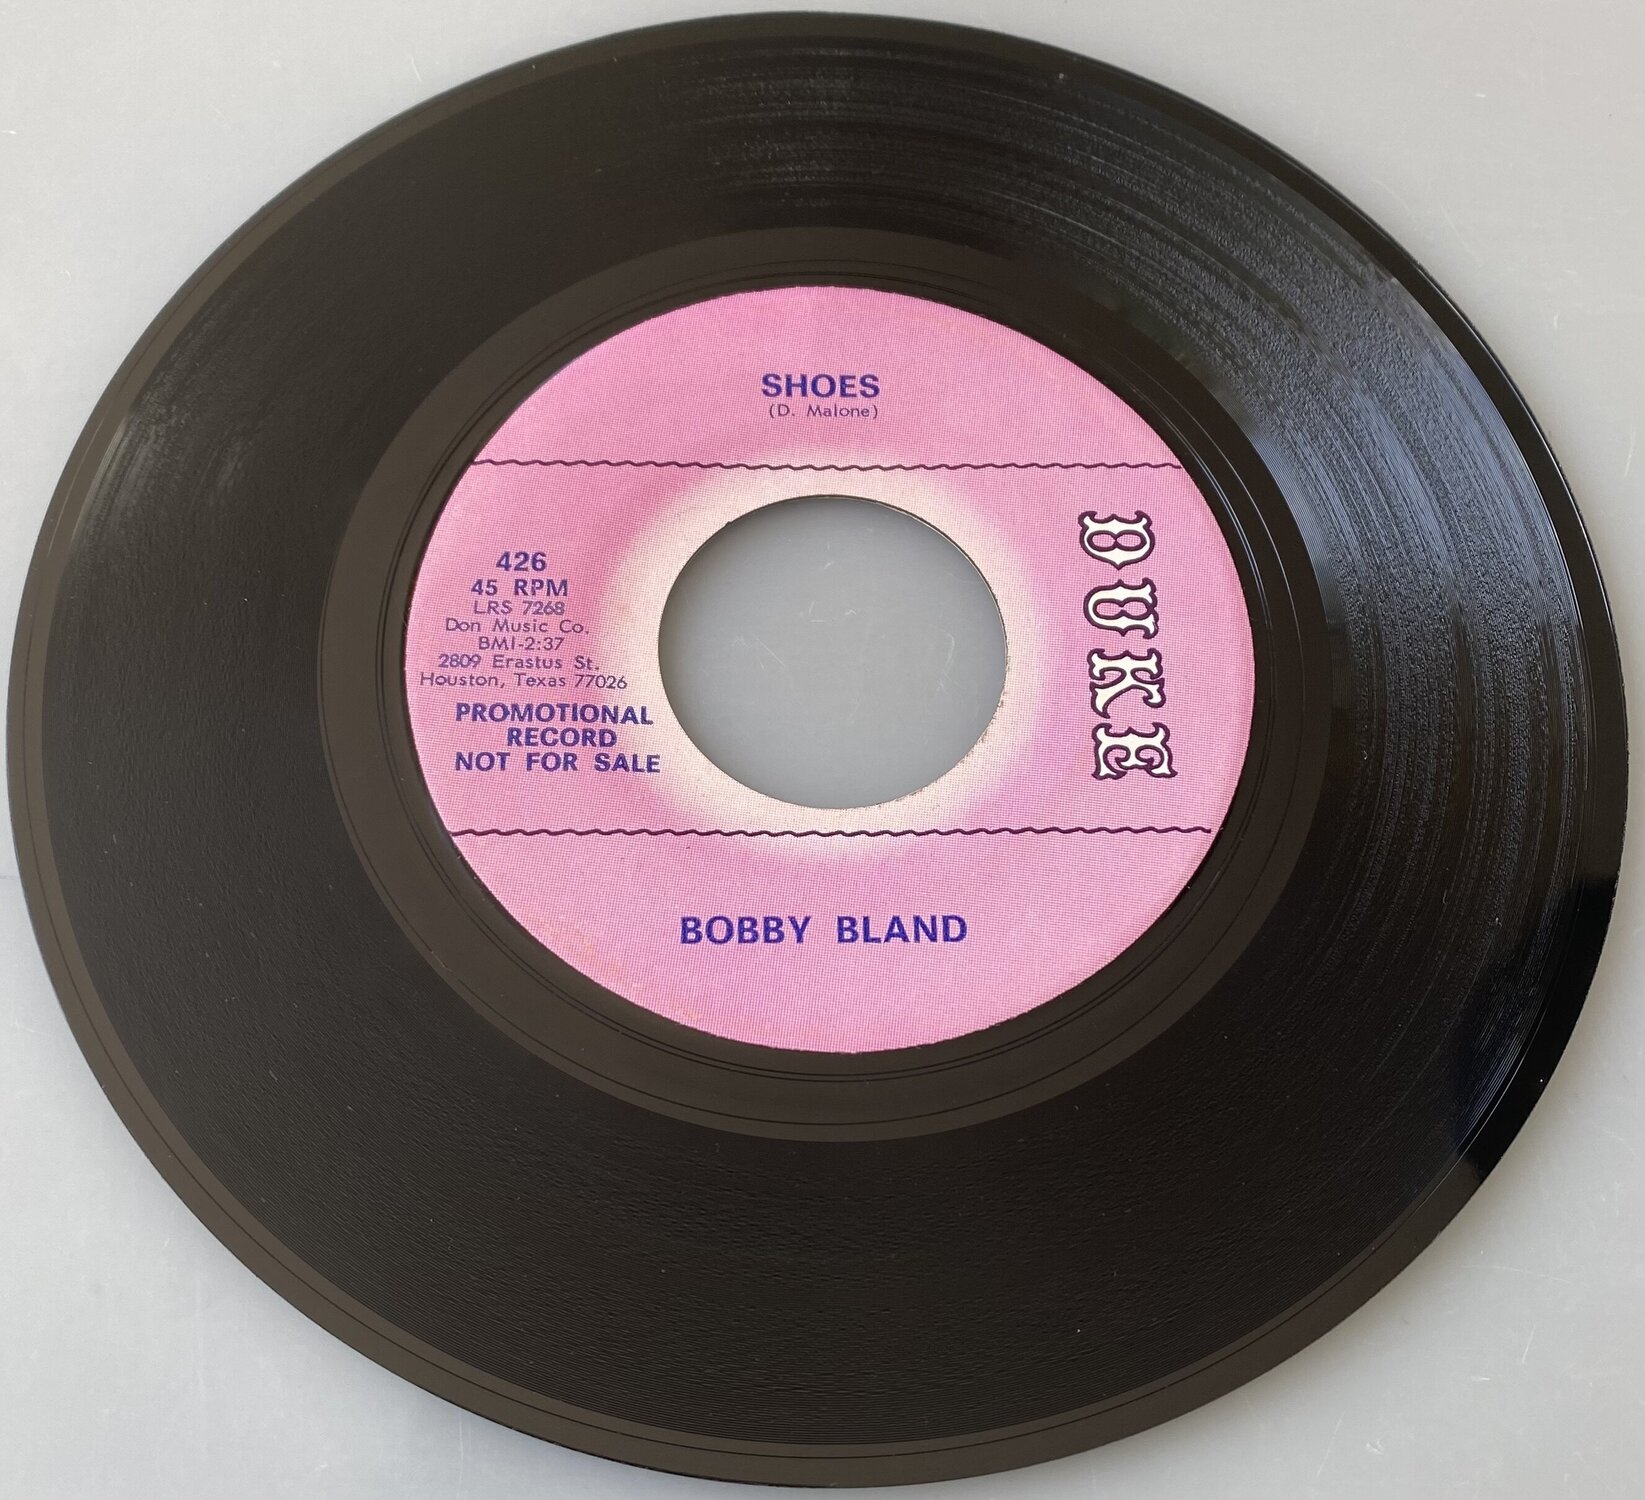 SHOES
(D. Malone)
426
45 RPM
LRS 7268
Don Music Co.
BMI-2:37
2809 Erastus St.
Houston, Texas 77026
PROMOTIONAL
RECORD
NOT FOR SALE
DUKE
BOBBY BLAND